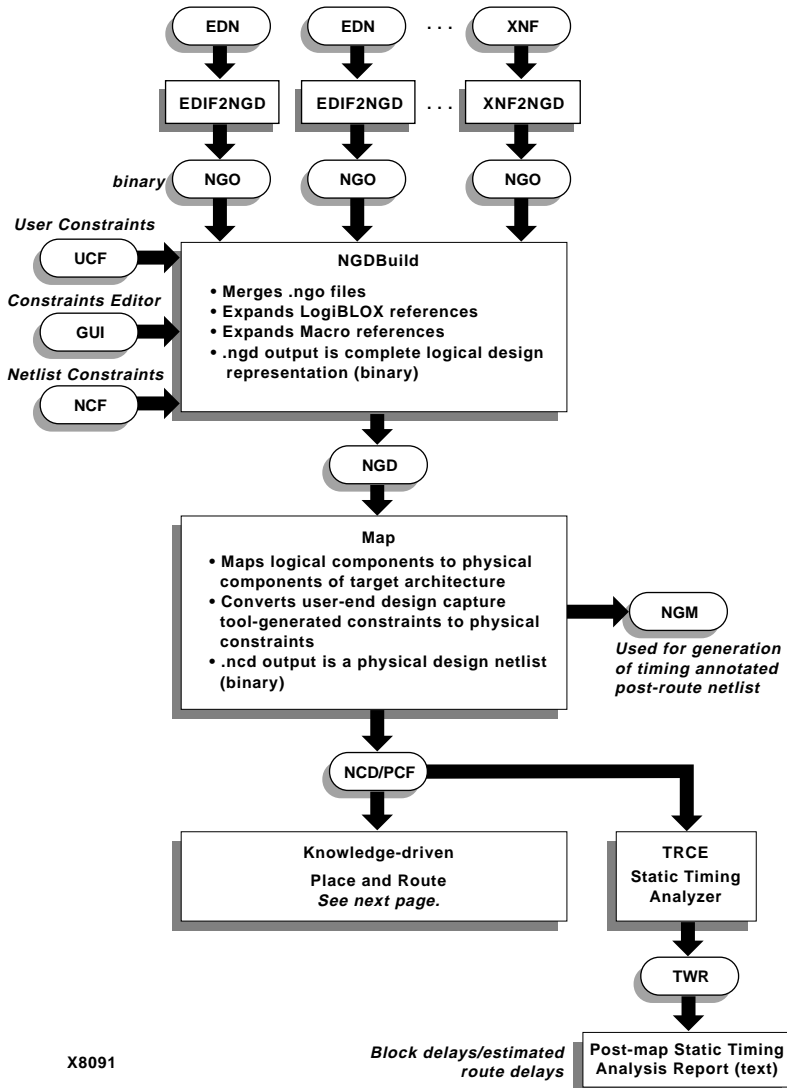 EDN EDN . . . XNF
EDIF2NGD EDIF2NGD . . . XNF2NGD
binary NGO NGO NGO
User Constraints
UCF
Constraints Editor
GUI
Netlist Constraints
NCF
NGDBuild
• Merges .ngo files
• Expands LogiBLOX references
• Expands Macro references
• .ngd output is complete logical design
representation (binary)
NGD
Map
• Maps logical components to physical
components of target architecture
• Converts user-end design capture
tool-generated constraints to physical
constraints
• .ncd output is a physical design netlist
(binary)
NGM
Used for generation
of timing annotated
post-route netlist
NCD/PCF
Knowledge-driven
Place and Route
See next page.
TRCE
Static Timing
Analyzer
TWR
Block delays/estimated
route delays
Post-map Static Timing
Analysis Report (text)
X8091